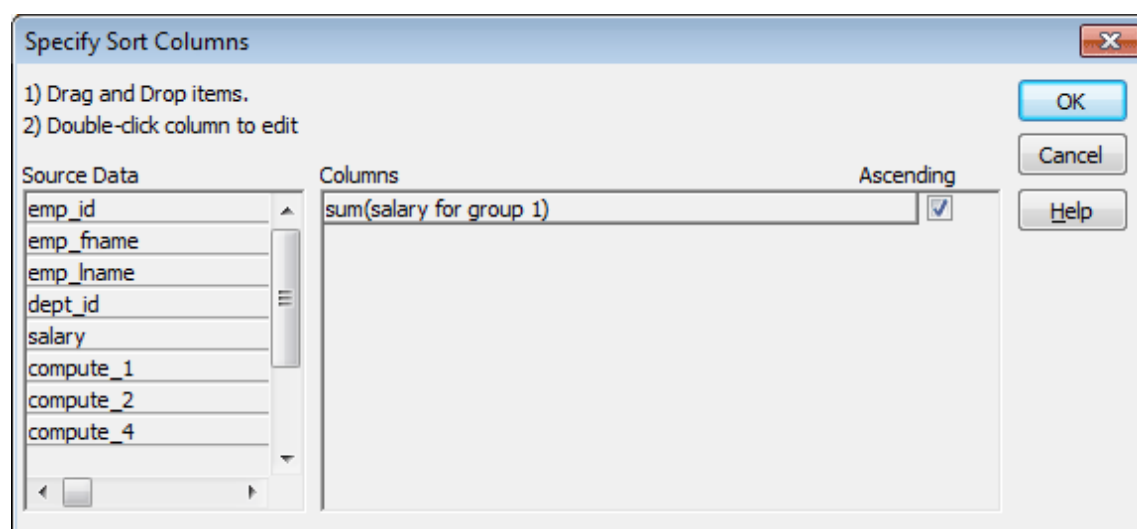 Specify Sort Columns
1) Drag and Drop items.
2) Double-click column to edit
OK
Cancel
Help
Source Data
emp_id
emp_fname
emp_lname
dept_id
salary
compute_1
compute_2
compute_4
Columns
Ascending
sum(salary for group 1)